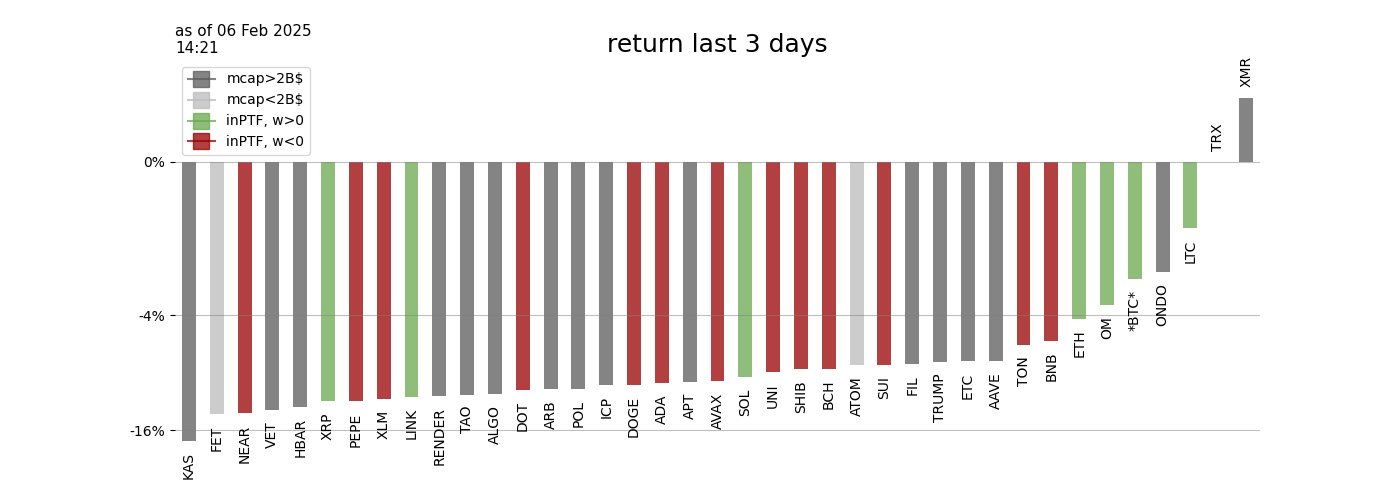 as of 06 Feb 2025
14:21
return last 3 days
mcap>2B$
mcap<2B$
inPTF, w>0
inPTF, w<0
0%
-4%
-16%
KAS
FET
NEAR
VET
HBAR
XRP
PEPE
XLM
LINK
RENDER
TAO
ALGO
DOT
ARB
POL
ICP
DOGE
ADA
APT
AVAX
SOL
UNI
SHIB
BCH
ATOM
SUI
FIL
TRUMP
ETC
AAVE
TON
BNB
ETH
OM
*BTC*
ONDO
LTC
TRX
XMR